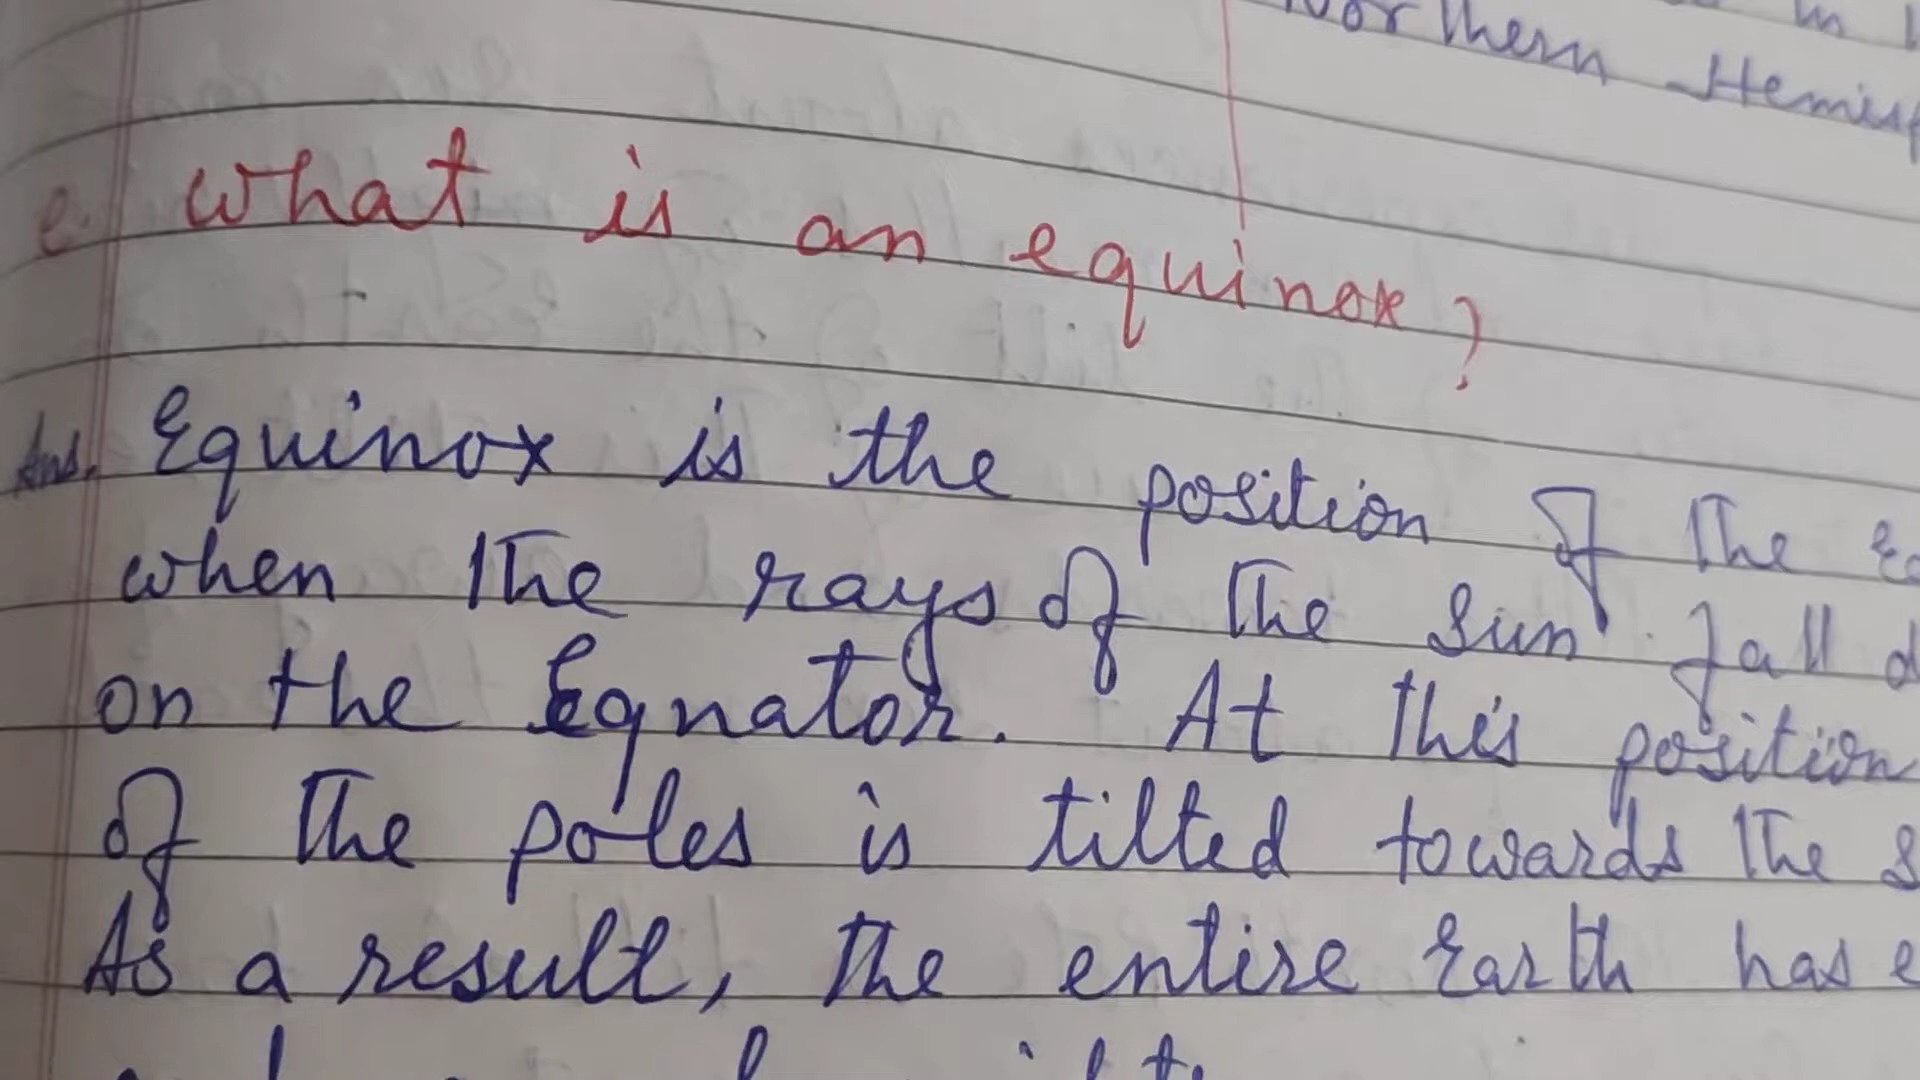 Northern
e. What is an equinox?
Ans. Equinox is the position of the
when the rays of the Sun fall
on the Equator. At this position
of the poles is tilted towards the
As a result, the entire Earth has